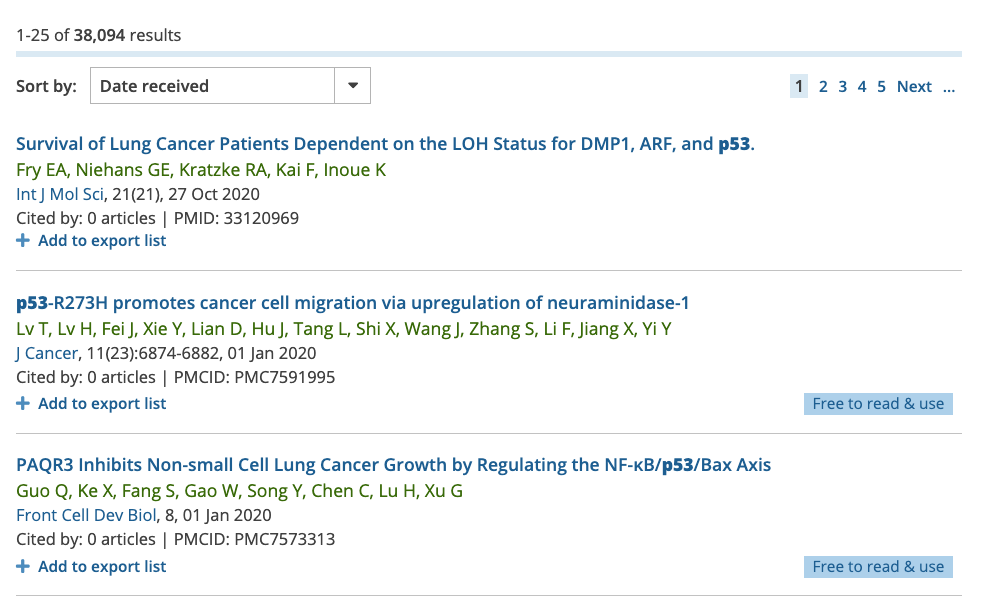 1-25 of 38,094 results
Sort by: Date received
1 2 3 4 5 Next ...
Survival of Lung Cancer Patients Dependent on the LOH Status for DMP1, ARF, and p53.
Fry EA, Niehans GE, Kratzke RA, Kai F, Inoue K
Int J Mol Sci, 21(21), 27 Oct 2020
Cited by: 0 articles | PMID: 33120969
+ Add to export list
p53-R273H promotes cancer cell migration via upregulation of neuraminidase-1
Lv T, Lv H, Fei J, Xie Y, Lian D, Hu J, Tang L, Shi X, Wang J, Zhang S, Li F, Jiang X, Yi Y
J Cancer, 11(23):6874-6882, 01 Jan 2020
Cited by: 0 articles | PMCID: PMC7591995
+ Add to export list
Free to read & use
PAQR3 Inhibits Non-small Cell Lung Cancer Growth by Regulating the NF-κB/p53/Bax Axis
Guo Q, Ke X, Fang S, Gao W, Song Y, Chen C, Lu H, Xu G
Front Cell Dev Biol, 8, 01 Jan 2020
Cited by: 0 articles | PMCID: PMC7573313
+ Add to export list
Free to read & use